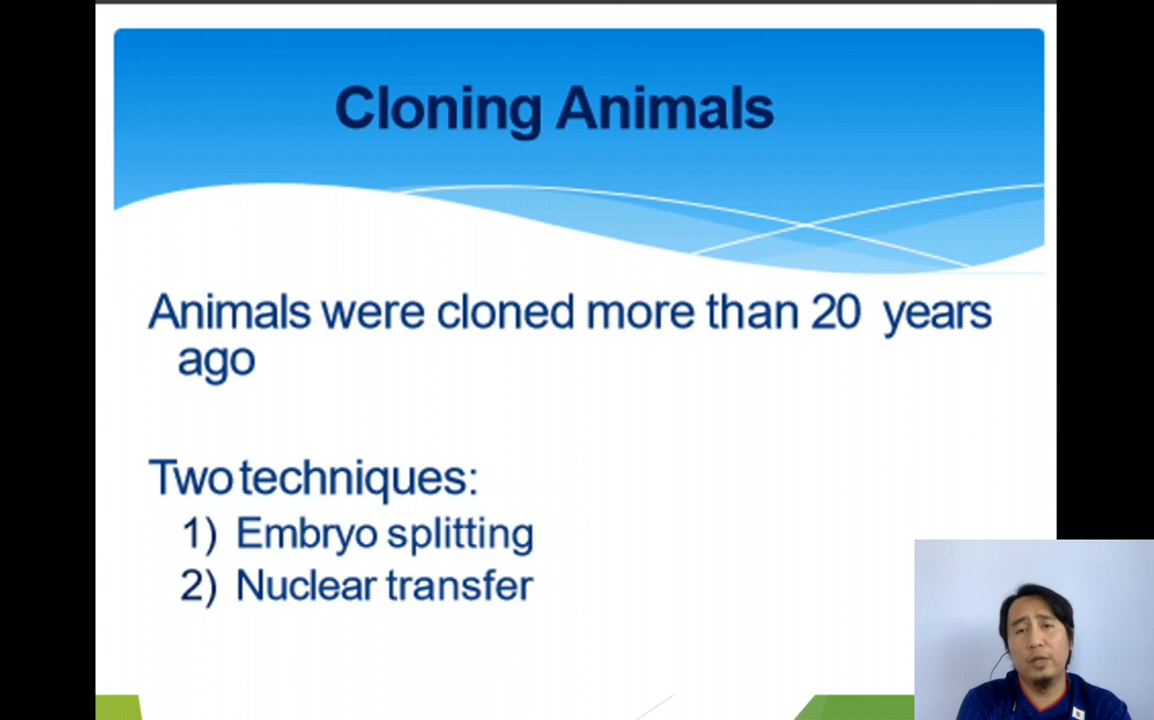 Cloning Animals
Animals were cloned more than 20 years
ago
Two techniques:
1) Embryo splitting
2) Nuclear transfer